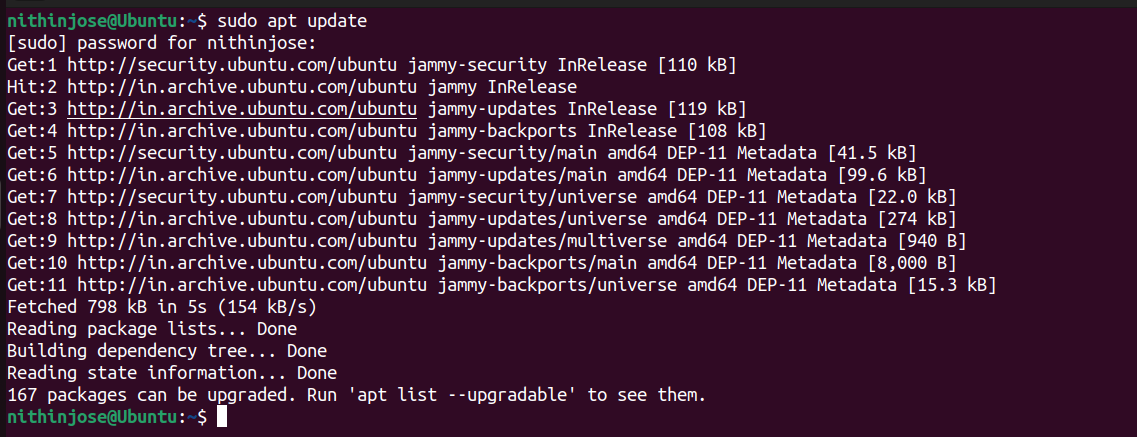 nithinjose@Ubuntu:~$ sudo apt update
[sudo] password for nithinjose:
Get:1 http://security.ubuntu.com/ubuntu jammy-security InRelease [110 kB]
Hit:2 http://in.archive.ubuntu.com/ubuntu jammy InRelease
Get:3 http://in.archive.ubuntu.com/ubuntu jammy-updates InRelease [119 kB]
Get:4 http://in.archive.ubuntu.com/ubuntu jammy-backports InRelease [108 kB]
Get:5 http://security.ubuntu.com/ubuntu jammy-security/main amd64 DEP-11 Metadata [41.5 kB]
Get:6 http://in.archive.ubuntu.com/ubuntu jammy-updates/main amd64 DEP-11 Metadata [99.6 kB]
Get:7 http://security.ubuntu.com/ubuntu jammy-security/universe amd64 DEP-11 Metadata [22.0 kB]
Get:8 http://in.archive.ubuntu.com/ubuntu jammy-updates/universe amd64 DEP-11 Metadata [274 kB]
Get:9 http://in.archive.ubuntu.com/ubuntu jammy-updates/multiverse amd64 DEP-11 Metadata [940 B]
Get:10 http://in.archive.ubuntu.com/ubuntu jammy-backports/main amd64 DEP-11 Metadata [8,000 B]
Get:11 http://in.archive.ubuntu.com/ubuntu jammy-backports/universe amd64 DEP-11 Metadata [15.3 kB]
Fetched 798 kB in 5s (154 kB/s)
Reading package lists... Done
Building dependency tree... Done
Reading state information... Done
167 packages can be upgraded. Run 'apt list --upgradable' to see them.
nithinjose@Ubuntu:~$